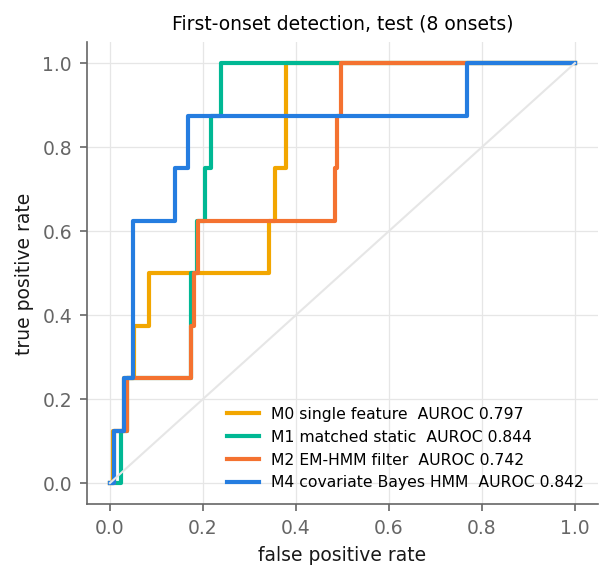 First-onset detection, test (8 onsets)
true positive rate
1.0
0.8
0.6
0.4
0.2
0.0
M0 single feature  AUROC 0.797
M1 matched static  AUROC 0.844
M2 EM-HMM filter  AUROC 0.742
M4 covariate Bayes HMM  AUROC 0.842
0.0 0.2 0.4 0.6 0.8 1.0
false positive rate